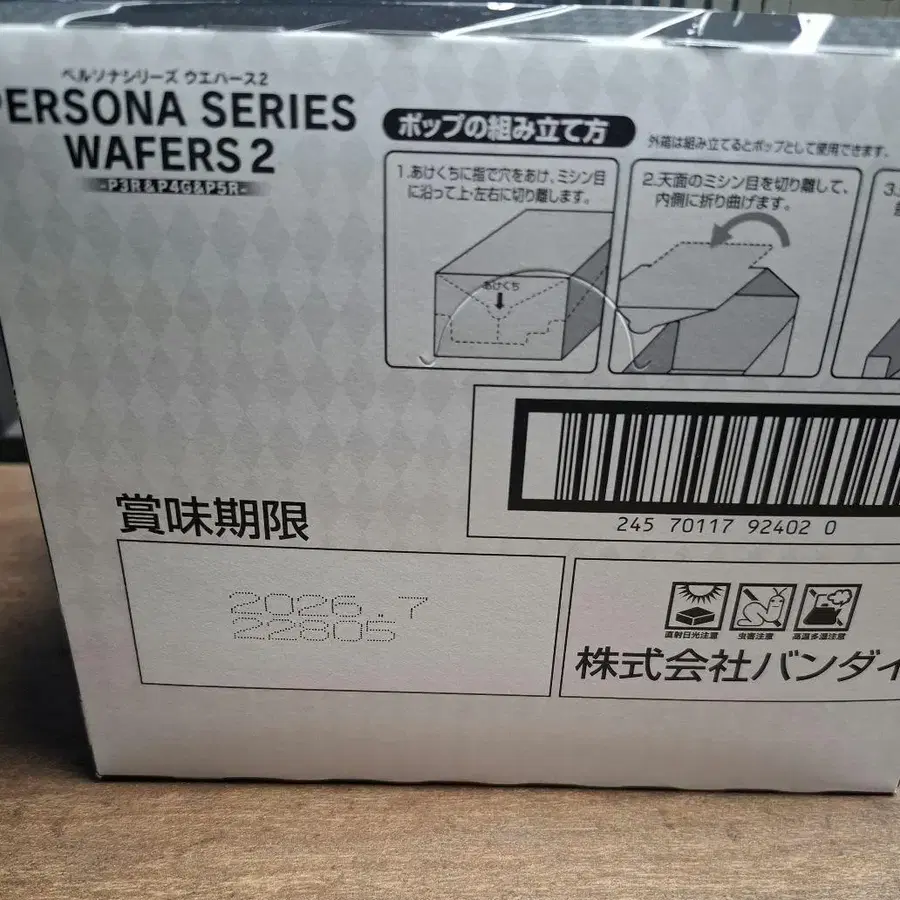 ペルソナシリーズ ウエハース2
PERSONA SERIES
WAFERS 2
-P3R&P4G&P5R-
ポップの組み立て方
外箱は組み立てるとポップとして使用できます。
1.あけくちに指で穴をあけ、ミシン目
に沿って上・左右に切り離します。
あけくち
2.天面のミシン目を切り離して、
内側に折り曲げます。
3.
245 70117 92402 0
賞味期限
2026.7
22805
直射日光注意
虫害注意
高温多湿注意
株式会社バンダイ